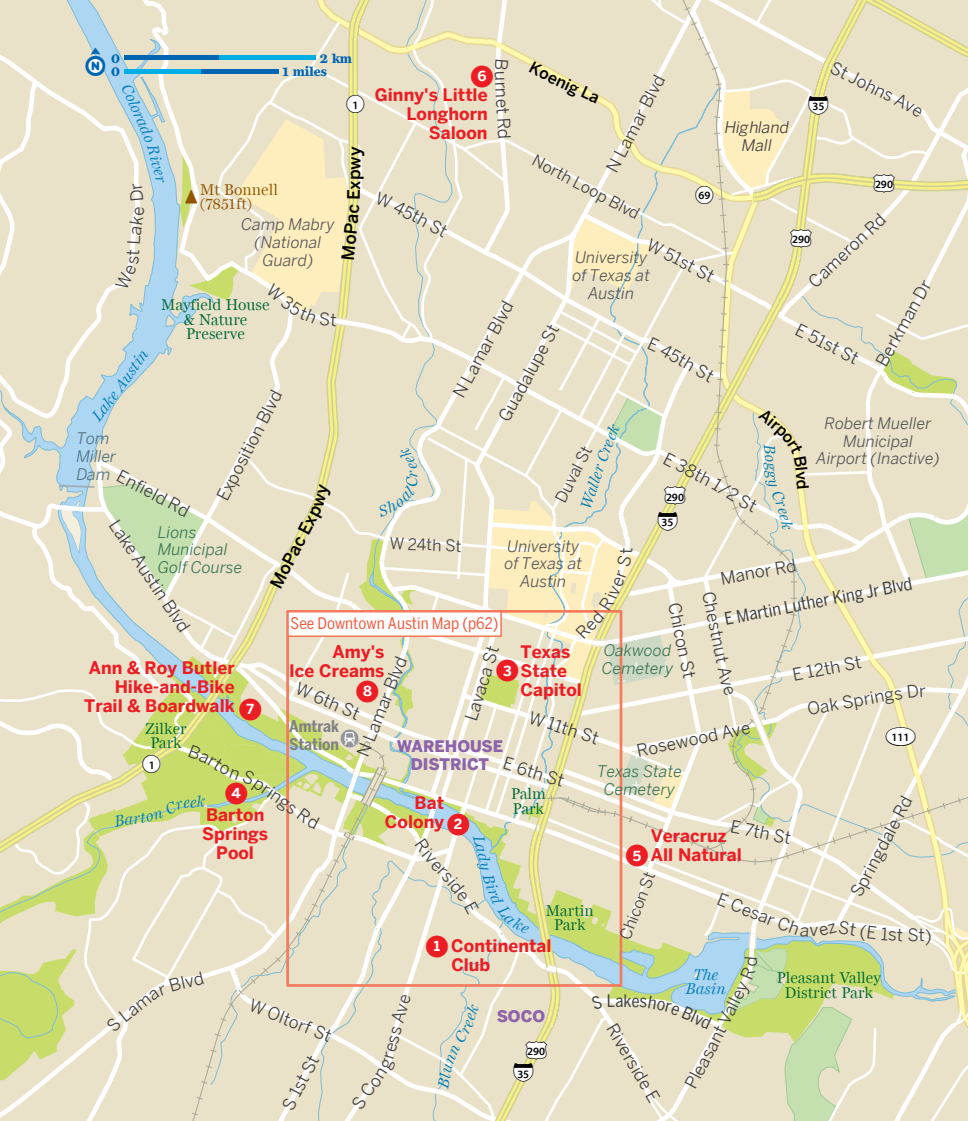 0
2 km
N
0
1 miles
Colorado River
6
Ginny's Little
Longhorn
Saloon
Burnet Rd
Koenig La
N Lamar Blvd
St Johns Ave
35
Highland
Mall
1
MoPac Expwy
North Loop Blvd
69
290
290
Cameron Rd
Mt Bonnell
(7851ft)
West Lake Dr
Camp Mabry
(National
Guard)
W 45th St
University
of Texas at
Austin
W 51st St
Mayfield House
& Nature
Preserve
W 35th St
N Lamar Blvd
Guadalupe St
E 45th St
E 51st St
Berkman Dr
Lake Austin
Exposition Blvd
Airport Blvd
Robert Mueller
Municipal
Airport (Inactive)
Tom
Miller
Dam
Enfield Rd
Shoal Creek
Duval St
Waller Creek
E 38th 1/2 St
Boggy Creek
290
35
MoPac Expwy
Lions
Municipal
Golf Course
Lake Austin Blvd
W 24th St
University
of Texas at
Austin
Red River St
Manor Rd
E Martin Luther King Jr Blvd
Chicon St
Chestnut Ave
See Downtown Austin Map (p62)
Amy's
Ice Creams
8
Lavaca St
3
Texas
State
Capitol
Oakwood
Cemetery
E 12th St
Oak Springs Dr
Ann & Roy Butler
Hike-and-Bike
Trail & Boardwalk
7
W 6th St
N Lamar Blvd
W 11th St
Rosewood Ave
111
Zilker
Park
Amtrak
Station
WAREHOUSE
DISTRICT
E 6th St
Texas State
Cemetery
1
Barton Springs Rd
Barton Creek
4
Barton
Springs
Pool
Bat
Colony
2
Palm
Park
E 7th St
5
Veracruz
All Natural
Springdale Rd
Riverside E
Lady Bird Lake
Martin
Park
Chicon St
E Cesar Chavez St (E 1st St)
1
Continental
Club
The
Basin
Pleasant Valley
District Park
S Lamar Blvd
W Oltorf St
S 1st St
S Congress Ave
Blunn Creek
SOCO
290
35
S Lakeshore Blvd
Riverside E
Pleasant Valley Rd